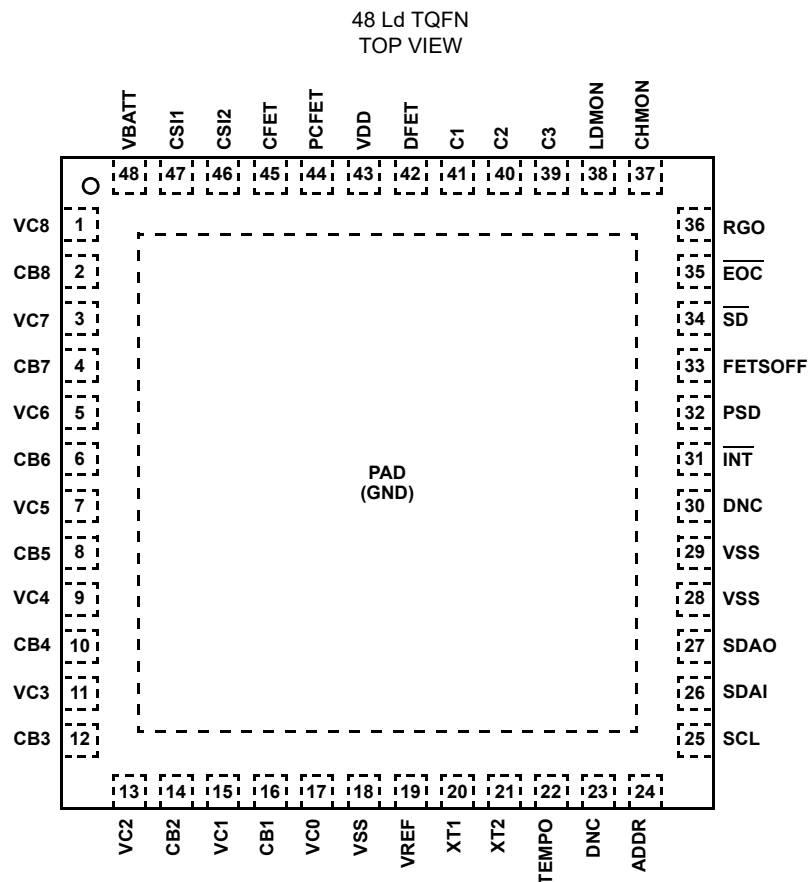 48 Ld TQFN
TOP VIEW
VBATT
CSI1
CSI2
CFET
PCFET
VDD
DFET
C1
C2
C3
LDMON
CHMON
48 47 46 45 44 43 42 41 40 39 38 37
VC8 1
CB8 2
VC7 3
CB7 4
VC6 5
CB6 6
VC5 7
CB5 8
VC4 9
CB4 10
VC3 11
CB3 12
PAD
(GND)
36 RGO
35 EOC
34 SD
33 FETSOFF
32 PSD
31 INT
30 DNC
29 VSS
28 VSS
27 SDAO
26 SDAI
25 SCL
13 14 15 16 17 18 19 20 21 22 23 24
VC2
CB2
VC1
CB1
VC0
VSS
VREF
XT1
XT2
TEMPO
DNC
ADDR